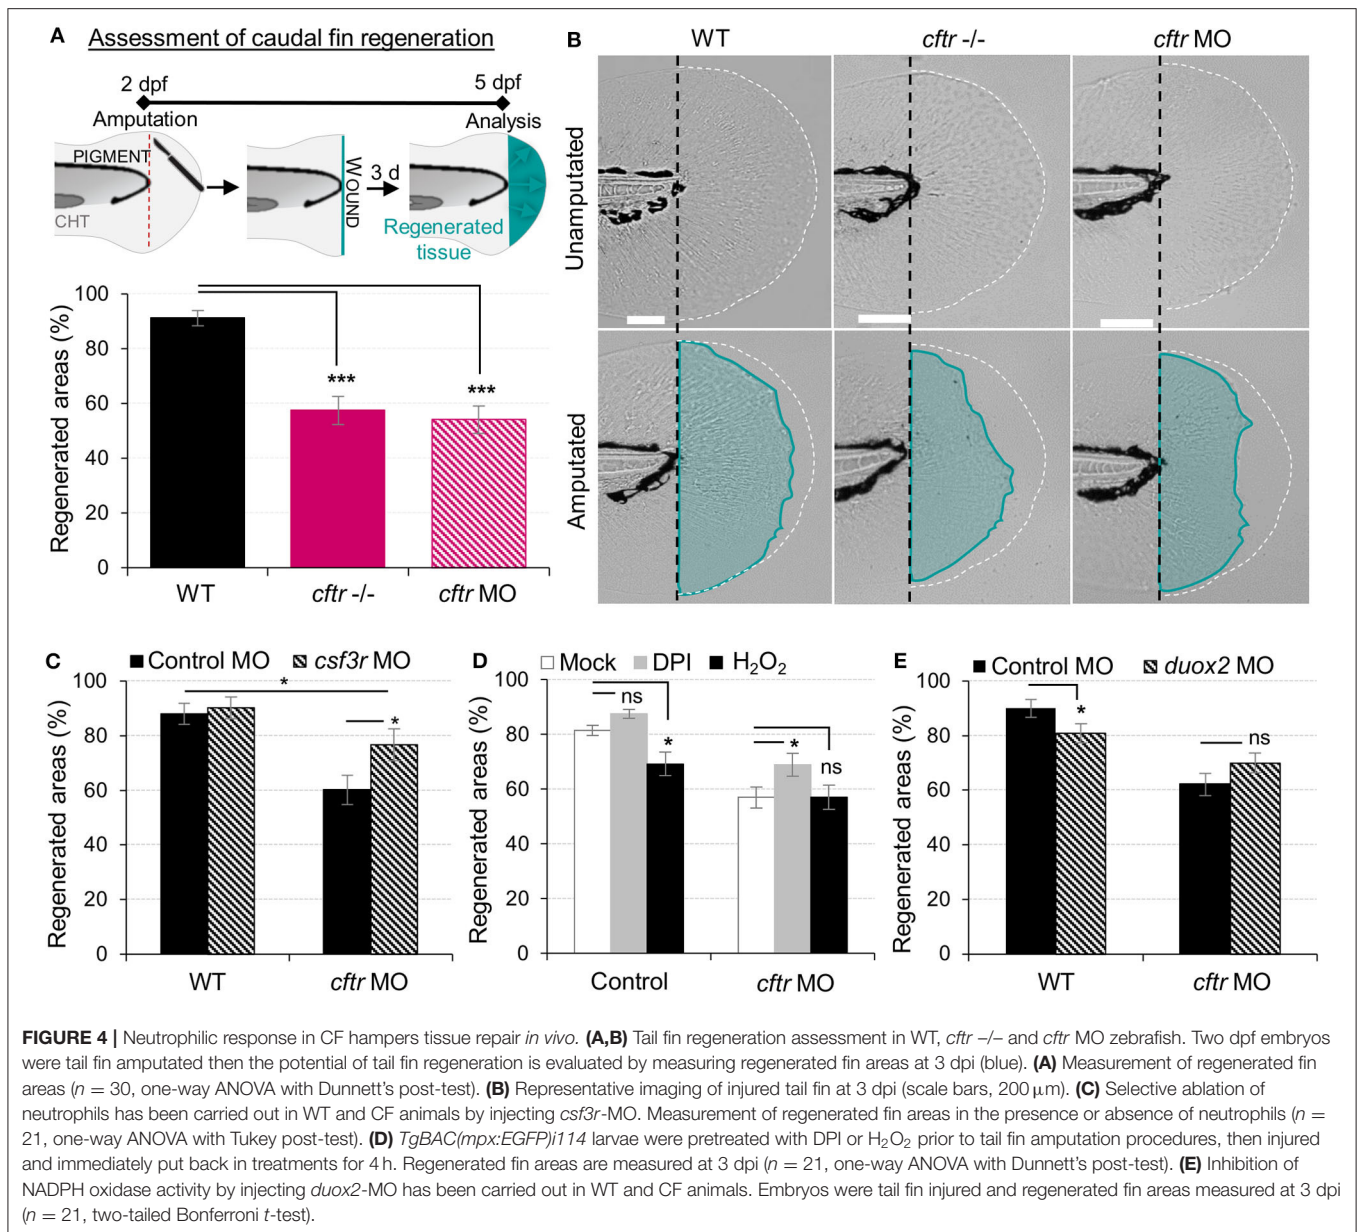 A Assessment of caudal fin regeneration
2 dpf 5 dpf
Amputation Analysis
PIGMENT
CHT
WOUND
3 d
Regenerated
tissue
Regenerated areas (%)
100
80
60
40
20
0
***
***
WT cftr -/- cftr MO
B WT cftr -/- cftr MO
Unamputated
Amputated
C Control MO csf3r MO
Regenerated areas (%)
100
80
60
40
20
0
*
*
WT cftr MO
D Mock DPI H₂O₂
Regenerated areas (%)
100
80
60
40
20
0
ns
*
*
ns
Control cftr MO
E Control MO duox2 MO
Regenerated areas (%)
100
80
60
40
20
0
*
ns
WT cftr MO
FIGURE 4 | Neutrophilic response in CF hampers tissue repair in vivo. (A,B) Tail fin regeneration assessment in WT, cftr –/– and cftr MO zebrafish. Two dpf embryos
were tail fin amputated then the potential of tail fin regeneration is evaluated by measuring regenerated fin areas at 3 dpi (blue). (A) Measurement of regenerated fin
areas (n = 30, one-way ANOVA with Dunnett's post-test). (B) Representative imaging of injured tail fin at 3 dpi (scale bars, 200 μm). (C) Selective ablation of
neutrophils has been carried out in WT and CF animals by injecting csf3r-MO. Measurement of regenerated fin areas in the presence or absence of neutrophils (n =
21, one-way ANOVA with Tukey post-test). (D) TgBAC(mpx:EGFP)i114 larvae were pretreated with DPI or H₂O₂ prior to tail fin amputation procedures, then injured
and immediately put back in treatments for 4 h. Regenerated fin areas are measured at 3 dpi (n = 21, one-way ANOVA with Dunnett's post-test). (E) Inhibition of
NADPH oxidase activity by injecting duox2-MO has been carried out in WT and CF animals. Embryos were tail fin injured and regenerated fin areas measured at 3 dpi
(n = 21, two-tailed Bonferroni t-test).